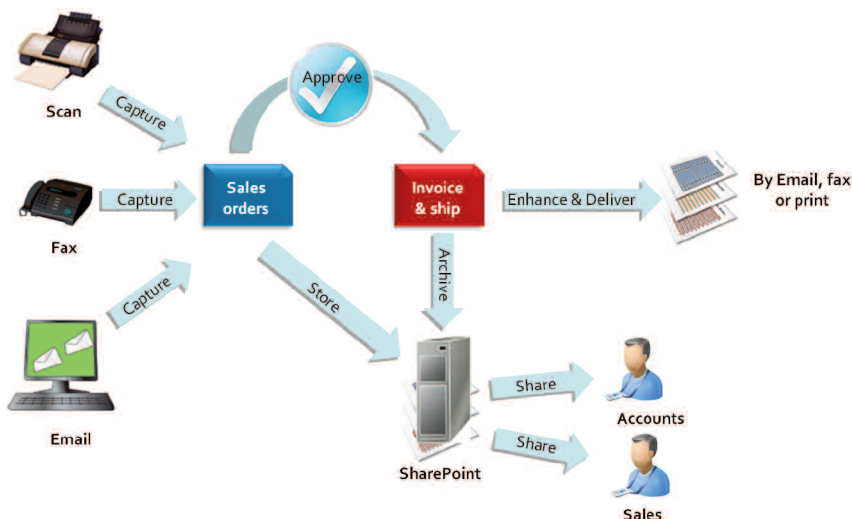 Scan
Capture
Approve
Fax
Capture
Sales
orders
Invoice
& ship
Enhance & Deliver
By Email, fax
or print
Email
Capture
Store
Archive
SharePoint
Share
Accounts
Share
Sales